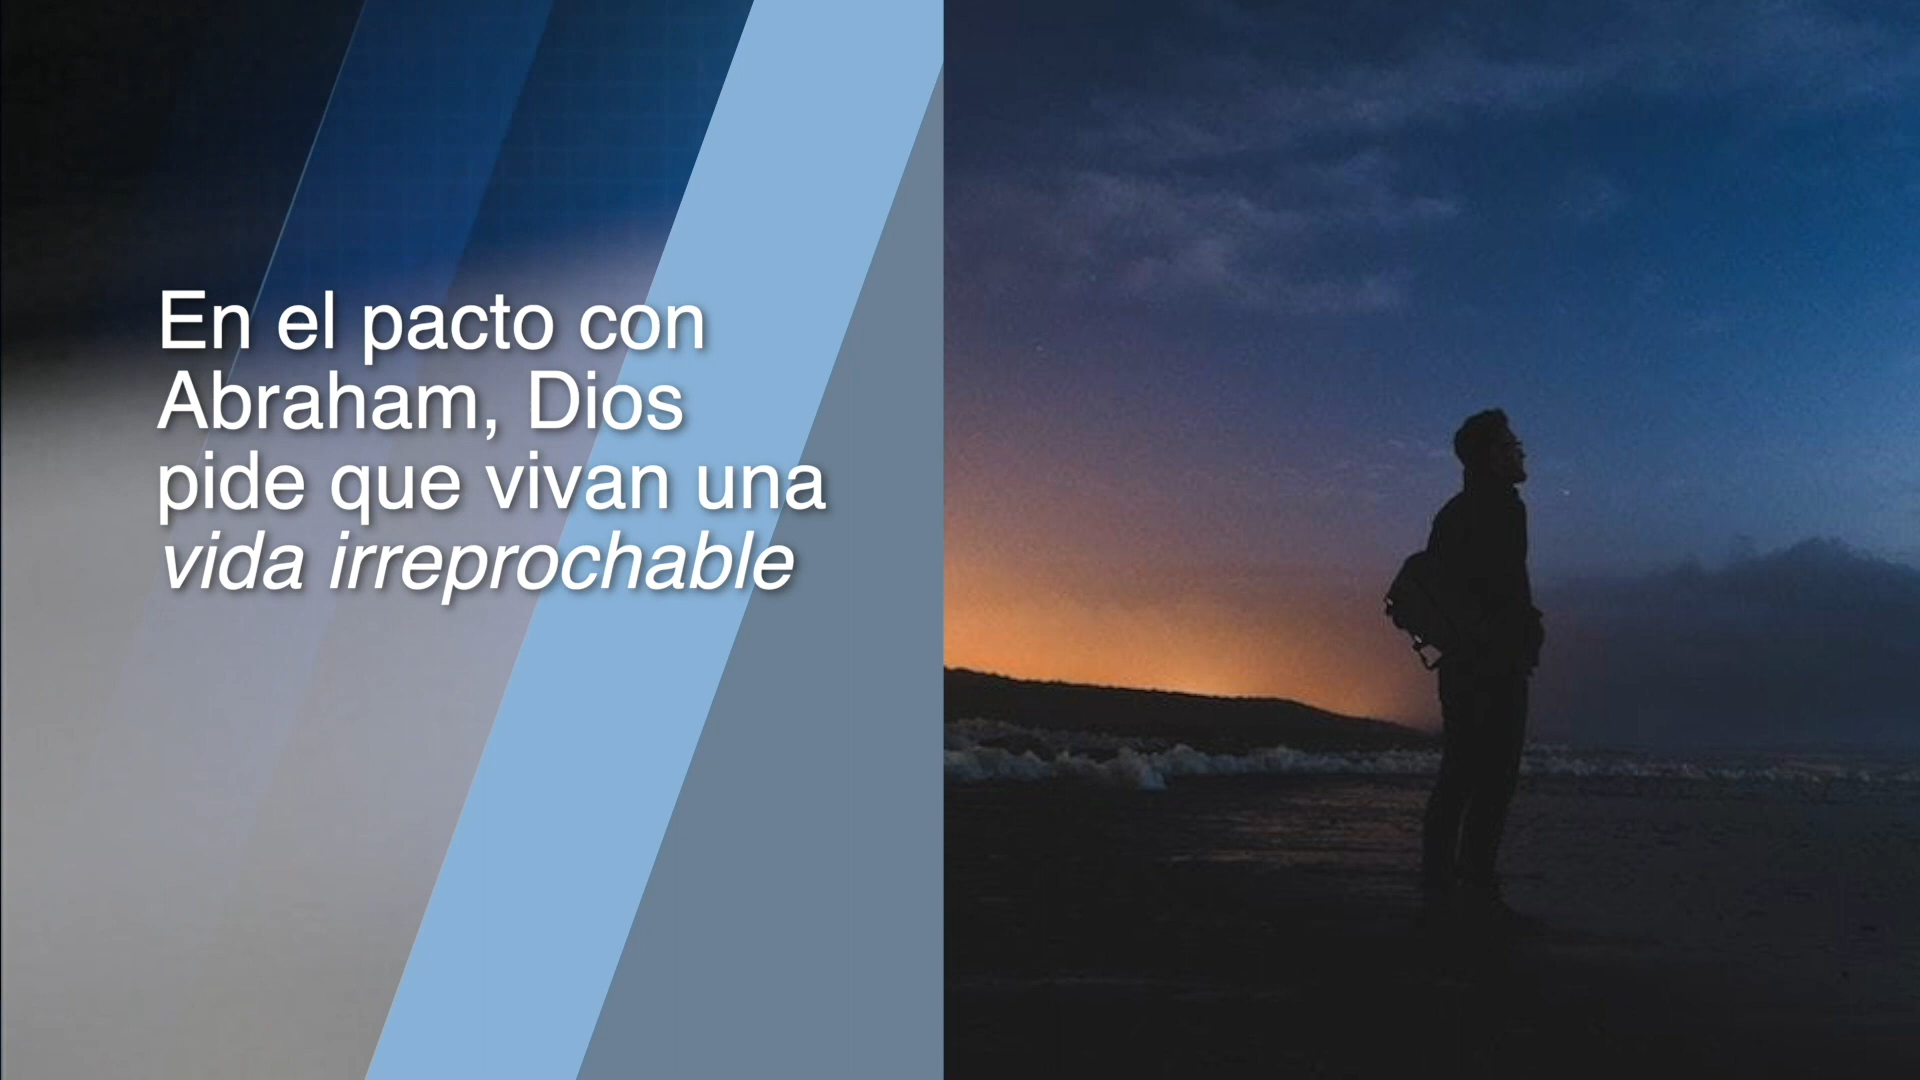 En el pacto con
Abraham, Dios
pide que vivan una
vida irreprochable